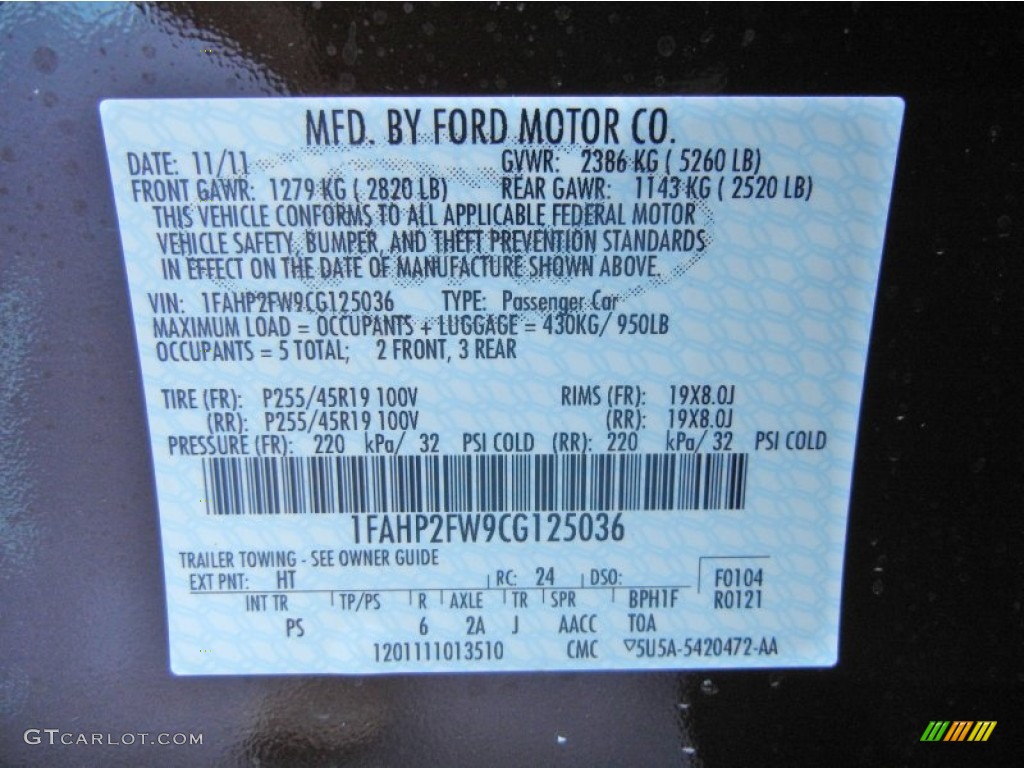 MFD. BY FORD MOTOR CO.
DATE: 11/11 GVWR: 2386 KG ( 5260 LB)
FRONT GAWR: 1279 KG ( 2820 LB) REAR GAWR: 1143 KG ( 2520 LB)
THIS VEHICLE CONFORMS TO ALL APPLICABLE FEDERAL MOTOR
VEHICLE SAFETY, BUMPER, AND THEFT PREVENTION STANDARDS
IN EFFECT ON THE DATE OF MANUFACTURE SHOWN ABOVE.
VIN: 1FAHP2FW9CG125036 TYPE: Passenger Car
MAXIMUM LOAD = OCCUPANTS + LUGGAGE = 430KG/ 950LB
OCCUPANTS = 5 TOTAL; 2 FRONT, 3 REAR
TIRE (FR): P255/45R19 100V RIMS (FR): 19X8.0J
(RR): P255/45R19 100V (RR): 19X8.0J
PRESSURE (FR): 220 kPa/ 32 PSI COLD (RR): 220 kPa/ 32 PSI COLD
1FAHP2FW9CG125036
TRAILER TOWING - SEE OWNER GUIDE
EXT PNT: HT RC: 24 DSO: F0104
INT TR TP/PS R AXLE TR SPR BPH1F R0121
PS 6 2A J AACC TOA
1201111013510 CMC ▽5U5A-5420472-AA
GTCARLOT.COM